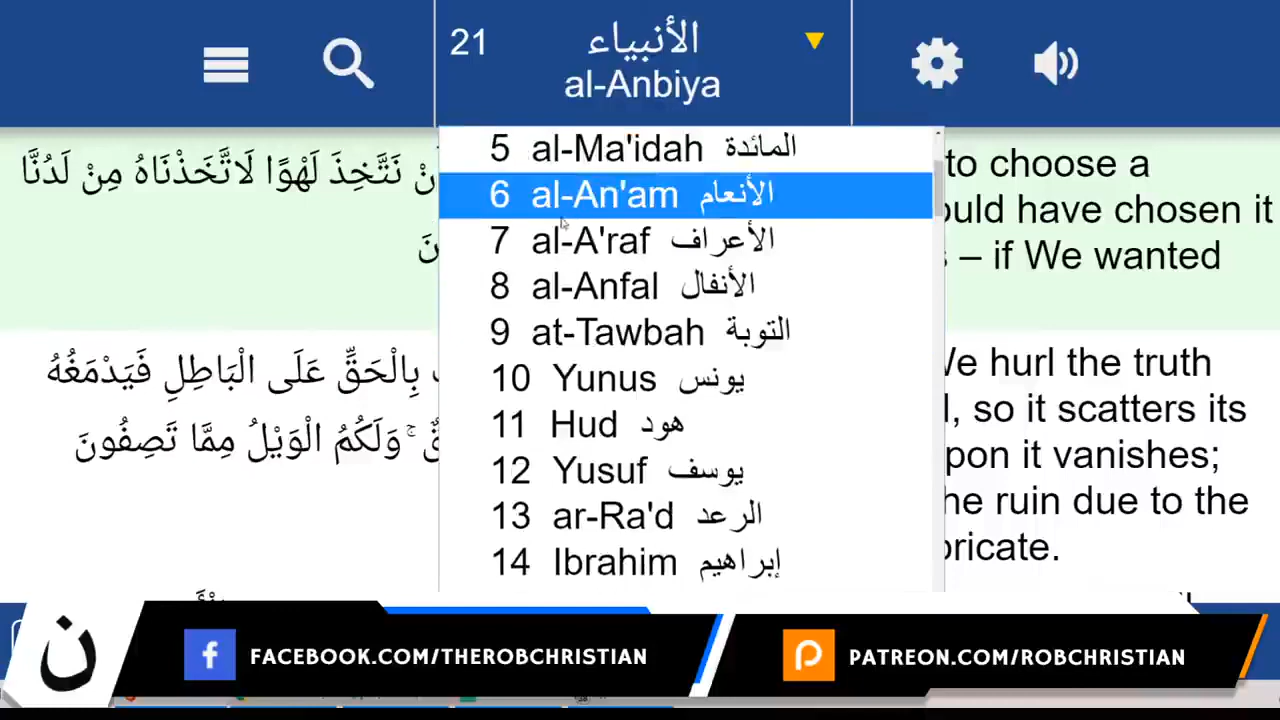 21 الأنبياء
al-Anbiya
5 al-Ma'idah المائدة
6 al-An'am الأنعام
7 al-A'raf الأعراف
8 al-Anfal الأنفال
9 at-Tawbah التوبة
10 Yunus يونس
11 Hud هود
12 Yusuf يوسف
13 ar-Ra'd الرعد
14 Ibrahim إبراهيم
نَتَّخِذَ لَهْوًا لَاتَّخَذْنَاهُ مِنْ لَدُنَّا
بِالْحَقِّ عَلَى الْبَاطِلِ فَيَدْمَغُهُ
ۚ وَلَكُمُ الْوَيْلُ مِمَّا تَصِفُونَ
to choose a
have chosen it
– if We wanted
We hurl the truth
, so it scatters its
it vanishes;
the ruin due to the
ن
FACEBOOK.COM/THEROBCHRISTIAN
PATREON.COM/ROBCHRISTIAN